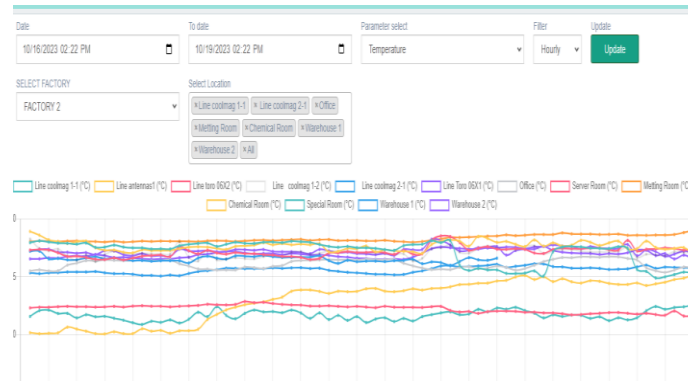 Date To date Parameter select Filter Update
10/16/2023 02:22 PM 10/19/2023 02:22 PM Temperature Hourly Update
SELECT FACTORY Select Location
FACTORY 2
× Line coolmag 1-1 × Line coolmag 2-1 × Office
× Metting Room × Chemical Room × Warehouse 1
× Warehouse 2 × All
Line coolmag 1-1 (°C) Line antennas1 (°C) Line toro 06X2 (°C) Line coolmag 1-2 (°C) Line coolmag 2-1 (°C) Line Toro 06X1 (°C) Office (°C) Server Room (°C) Metting Room (°C)
Chemical Room (°C) Special Room (°C) Warehouse 1 (°C) Warehouse 2 (°C)
0
5
0